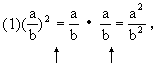 (1)(a/b)² = a/b · a/b = a²/b²,